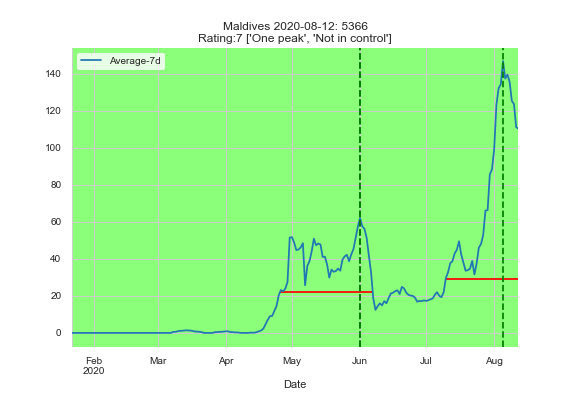 Maldives 2020-08-12: 5366
Rating:7 ['One peak', 'Not in control']
Average-7d
140
120
100
80
60
40
20
0
Feb Mar Apr May Jun Jul Aug
2020
Date